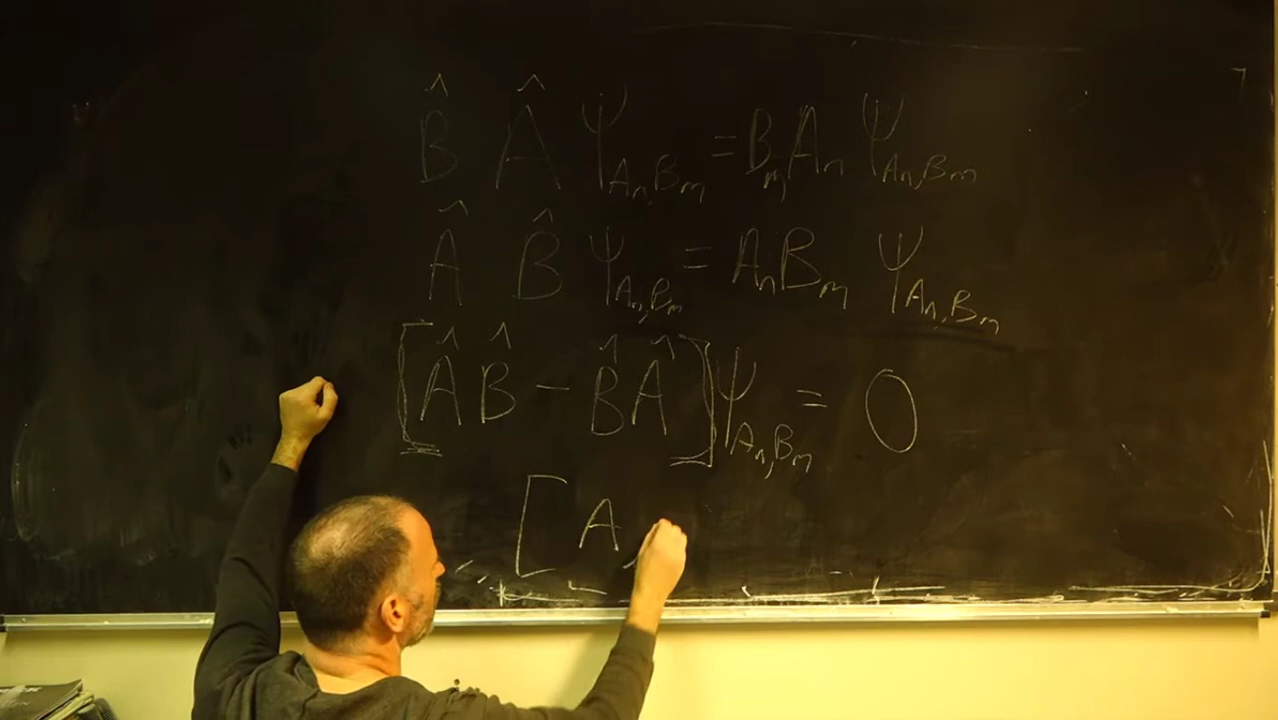 B̂ Â ψ_{A_n,B_m} = B_m A_n ψ_{A_n,B_m}
Â B̂ ψ_{A_n,B_m} = A_n B_m ψ_{A_n,B_m}
[ÂB̂ − B̂Â]ψ_{A_n,B_m} = 0
[ A ,